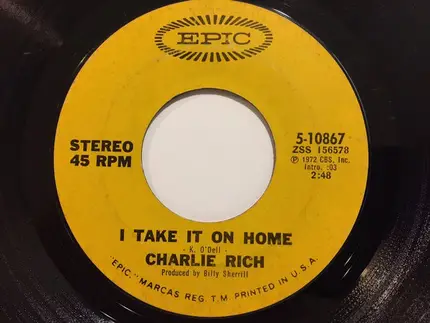 EPIC
STEREO
45 RPM
5-10867
ZSS 156578
Ⓟ 1972 CBS, Inc.
Intro. :03
2:48
I TAKE IT ON HOME
- K. O'Dell -
CHARLIE RICH
Produced by Billy Sherrill
"EPIC," MARCAS REG. T.M. PRINTED IN U.S.A.